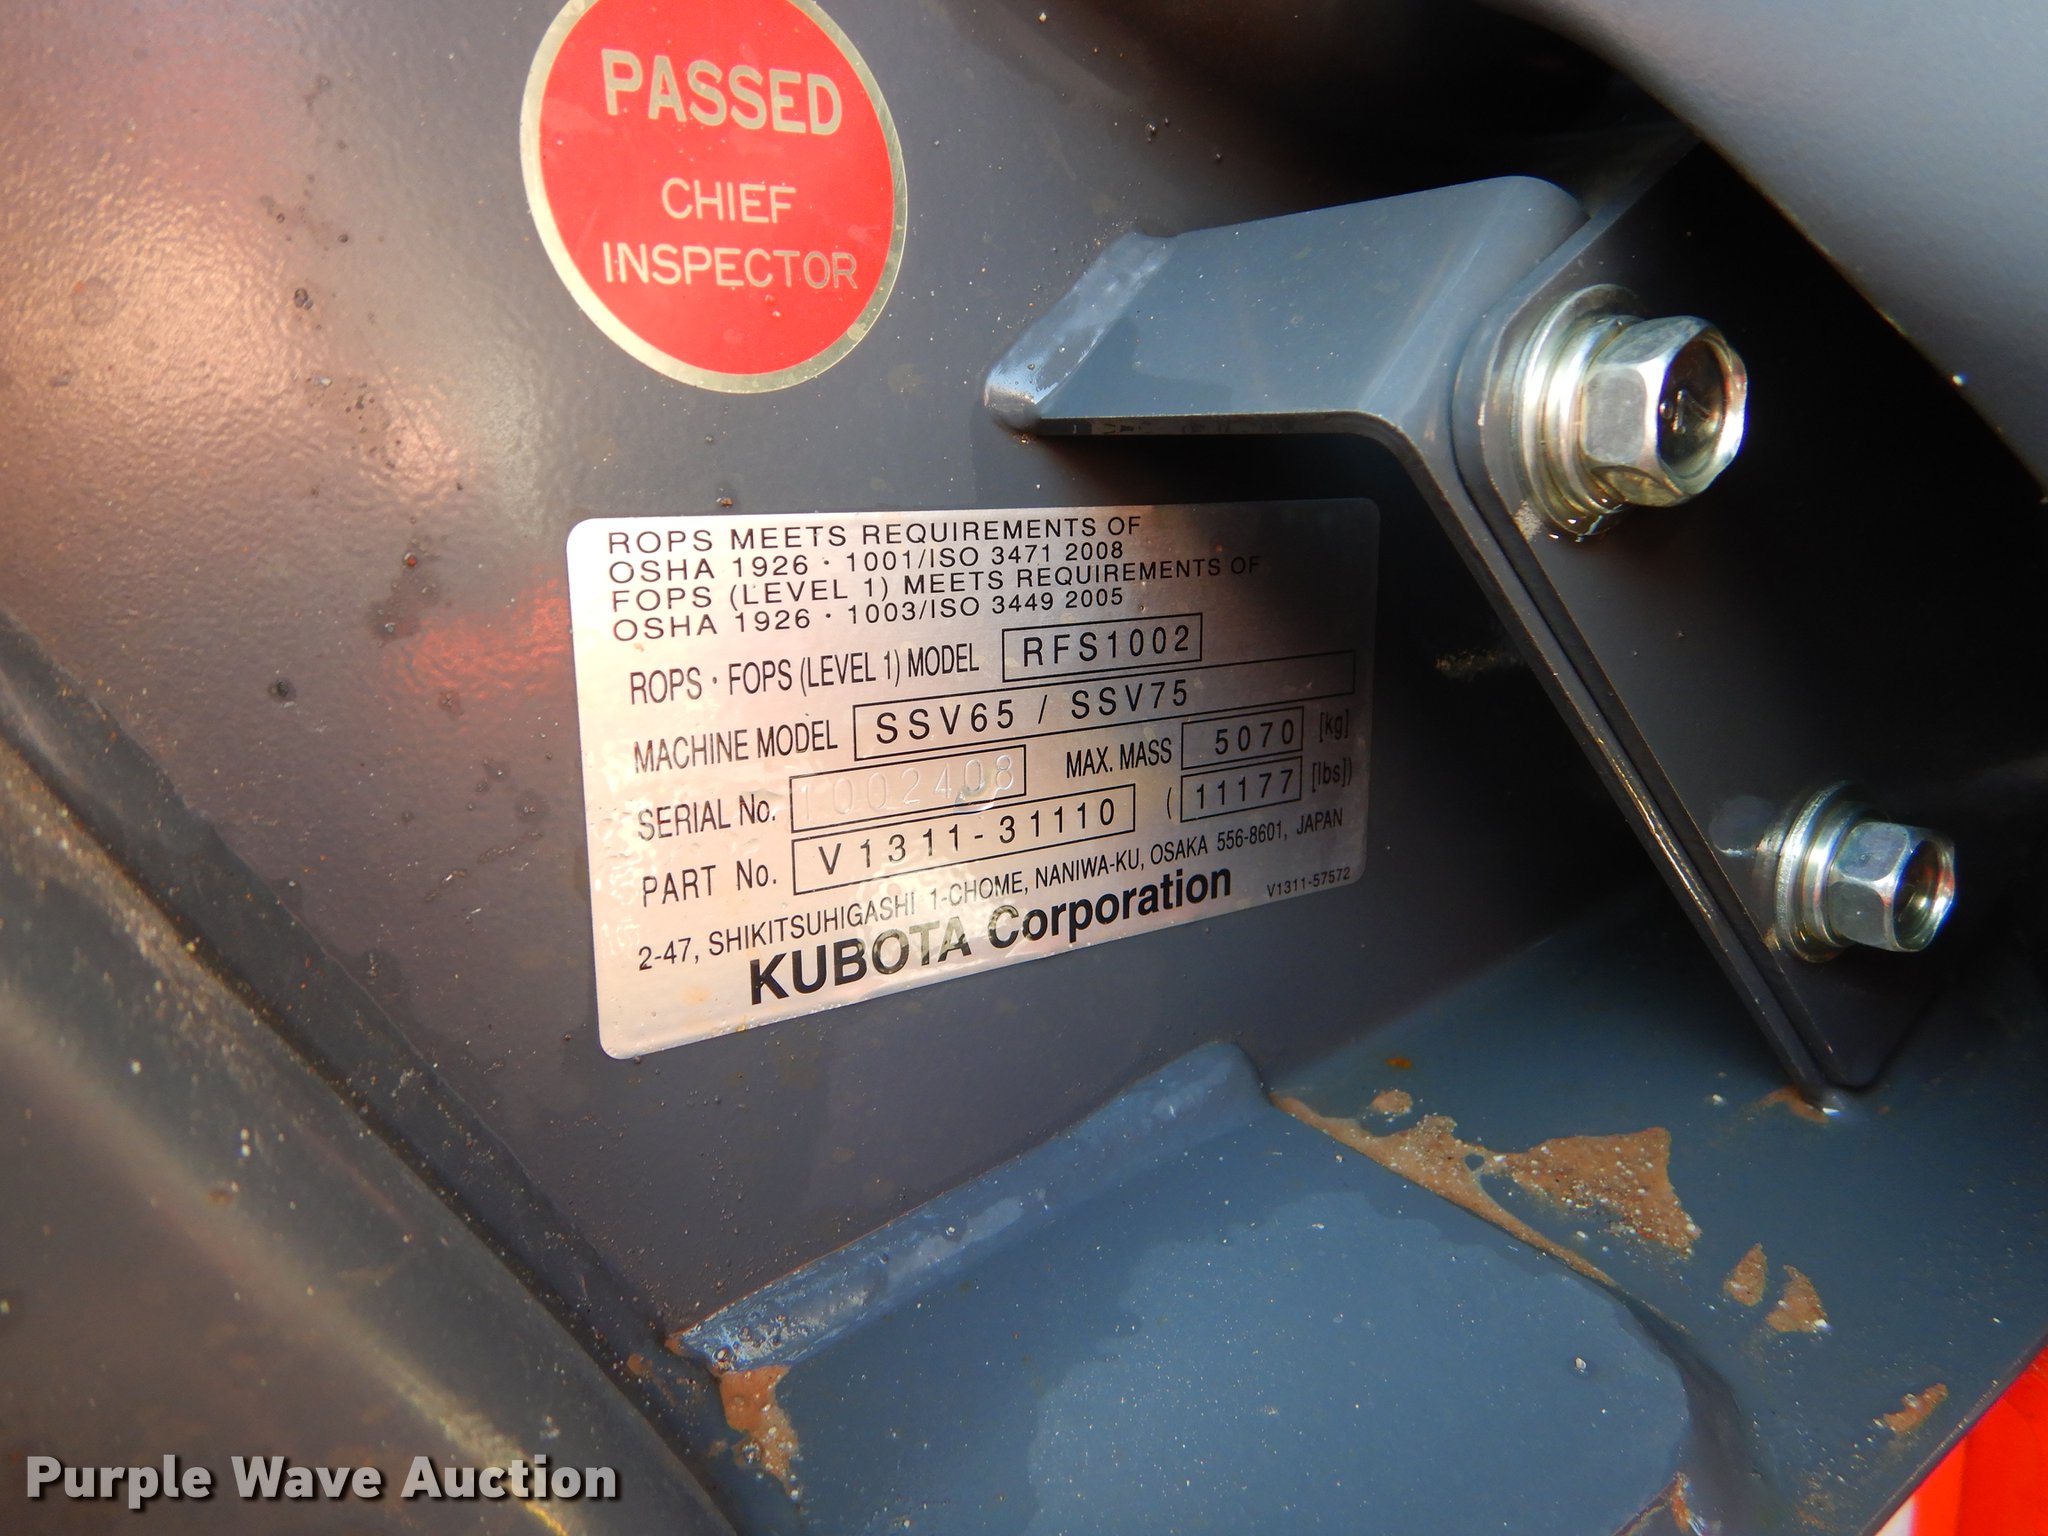 PASSED
CHIEF
INSPECTOR
ROPS MEETS REQUIREMENTS OF
OSHA 1926・1001/ISO 3471 2008
FOPS (LEVEL 1) MEETS REQUIREMENTS OF
OSHA 1926・1003/ISO 3449 2005
ROPS・FOPS (LEVEL 1) MODEL RFS1002
MACHINE MODEL SSV65 / SSV75
SERIAL No. 1002408 MAX. MASS 5070 [kg]
PART No. V1311-31110 (11177 [lbs])
2-47, SHIKITSUHIGASHI 1-CHOME, NANIWA-KU, OSAKA 556-8601, JAPAN
KUBOTA Corporation V1311-57572
Purple Wave Auction